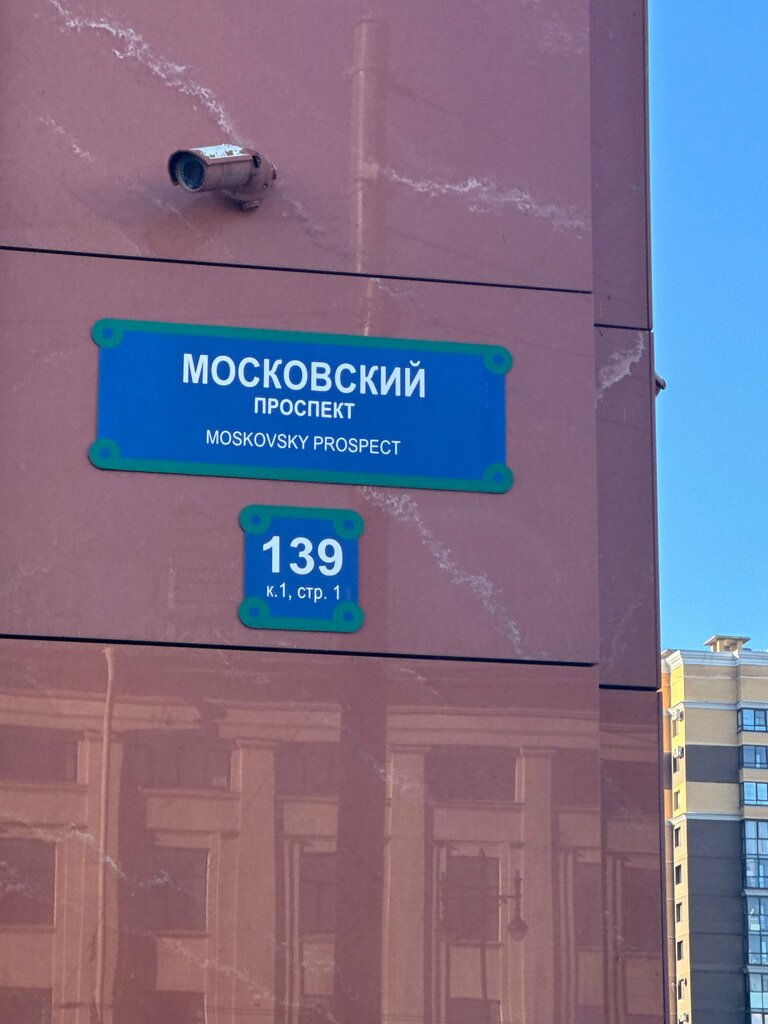 МОСКОВСКИЙ
ПРОСПЕКТ
MOSKOVSKY PROSPECT
139
к.1, стр. 1